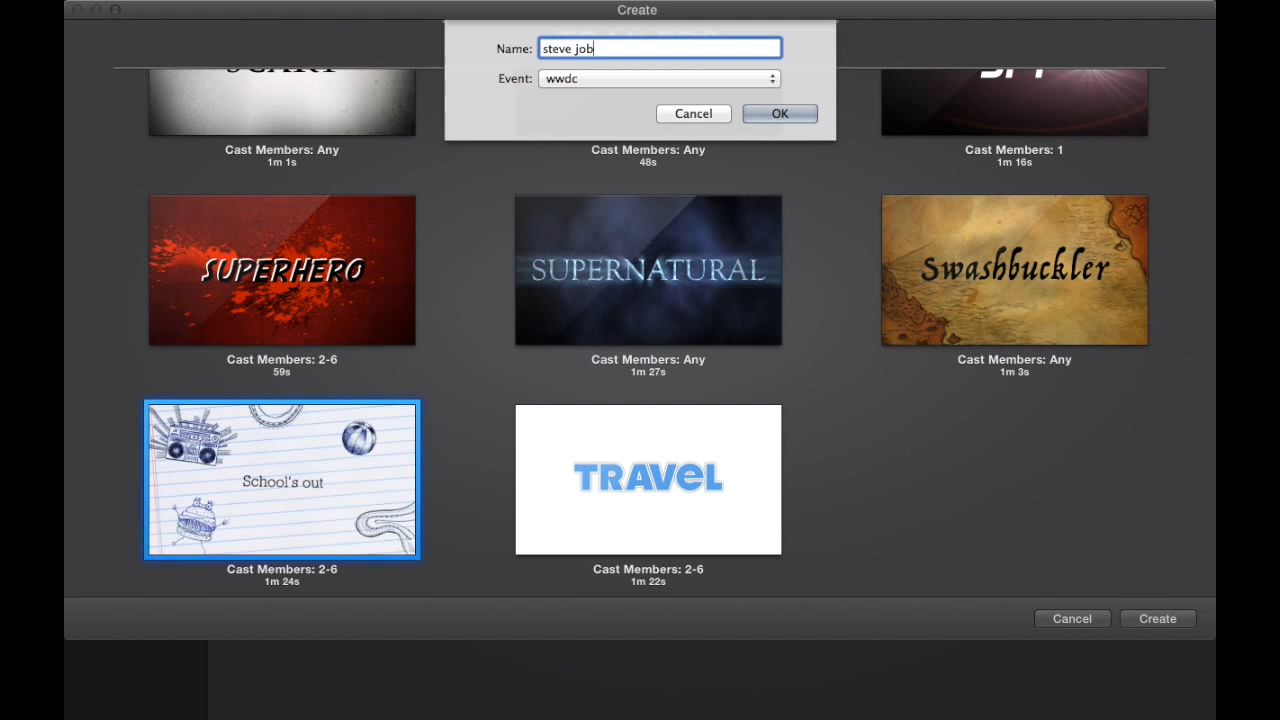 Create
Name: steve job
Event: wwdc
Cancel OK
Cast Members: Any
1m 1s
Cast Members: Any
48s
Cast Members: 1
1m 16s
SUPERHERO
Cast Members: 2-6
59s
SUPERNATURAL
Cast Members: Any
1m 27s
Swashbuckler
Cast Members: Any
1m 3s
School's out
Cast Members: 2-6
1m 24s
TRAVEL
Cast Members: 2-6
1m 22s
Cancel Create